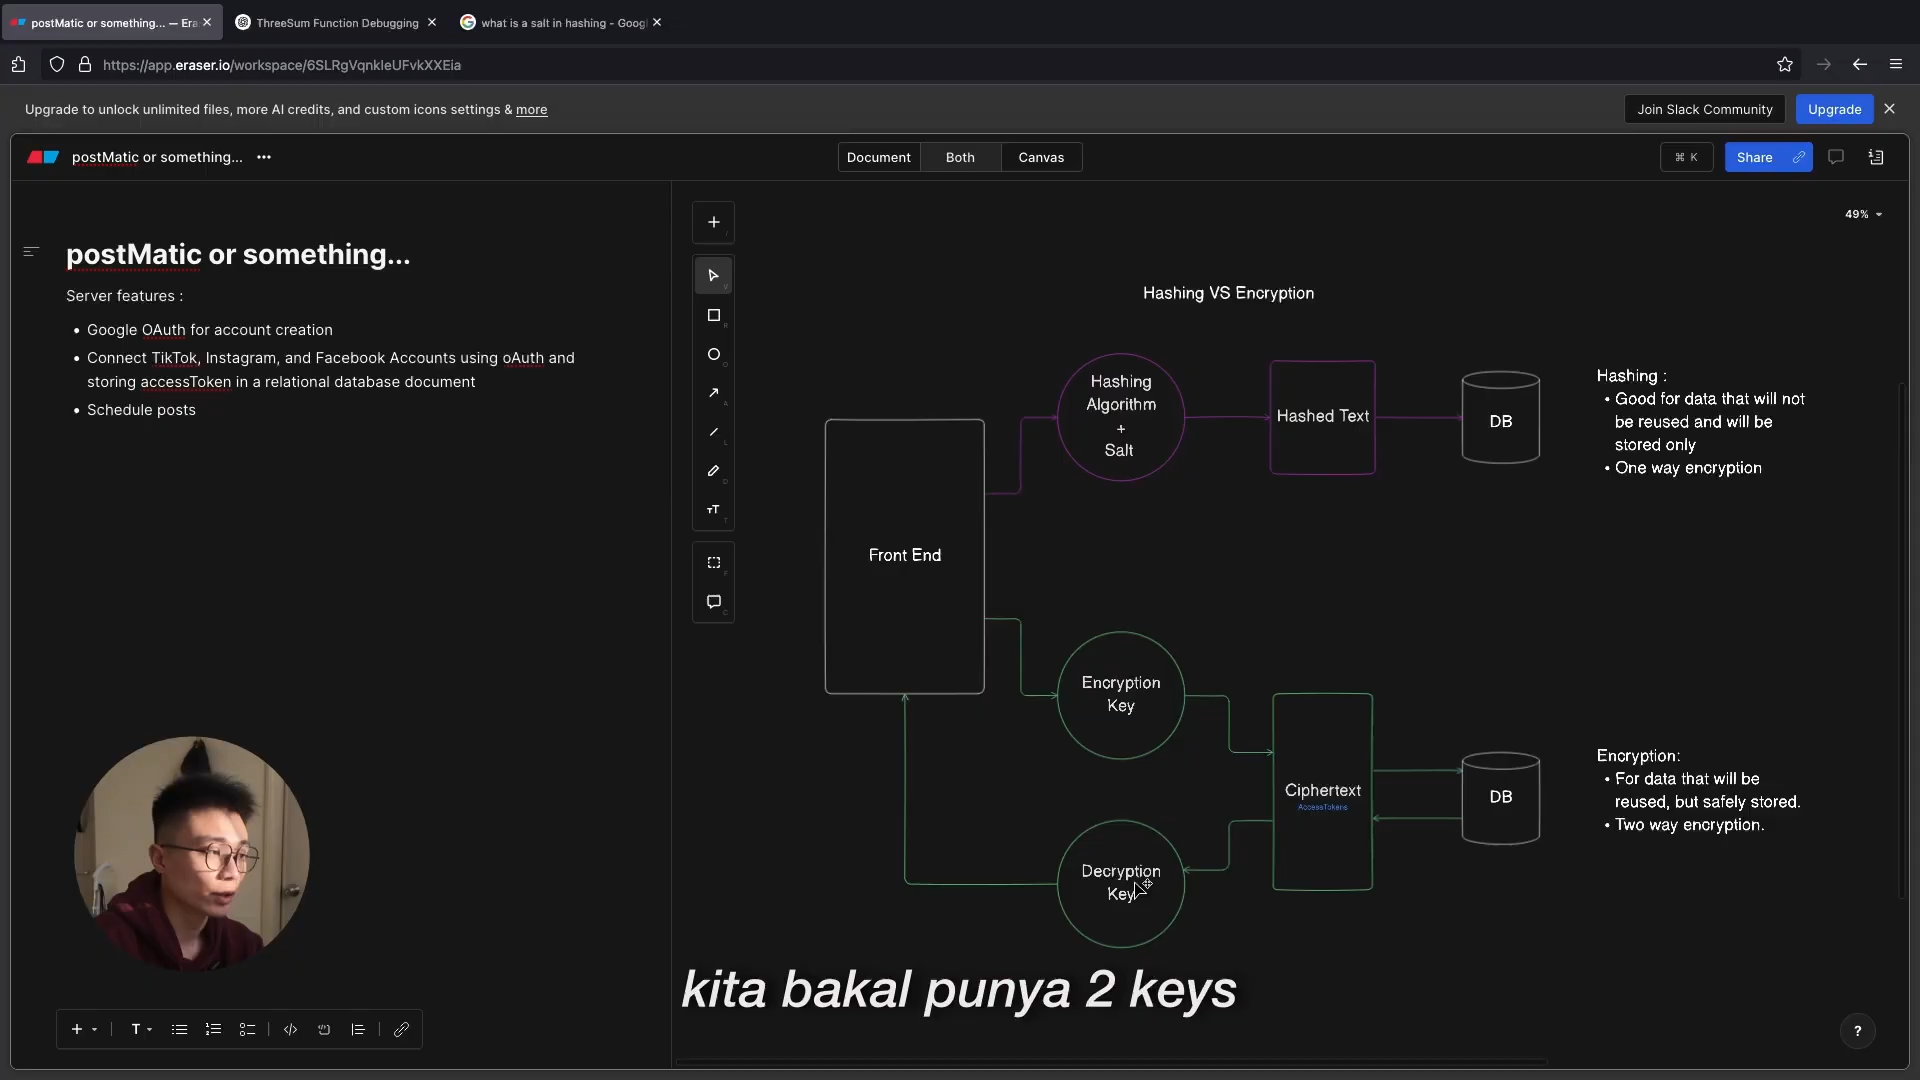 postMatic or something... — Era
ThreeSum Function Debugging
what is a salt in hashing - Goog
https://app.eraser.io/workspace/6SLRgVqnkIeUFvkXXEia
Upgrade to unlock unlimited files, more AI credits, and custom icons settings & more
Join Slack Community
Upgrade
postMatic or something...
Document
Both
Canvas
⌘ K
Share
49%
postMatic or something...
Server features :
• Google OAuth for account creation
• Connect TikTok, Instagram, and Facebook Accounts using oAuth and
storing accessToken in a relational database document
• Schedule posts
Hashing VS Encryption
Front End
Hashing
Algorithm
+
Salt
Hashed Text
DB
Hashing :
• Good for data that will not
be reused and will be
stored only
• One way encryption
Encryption
Key
Ciphertext
AccessTokens
DB
Decryption
Key
Encryption:
• For data that will be
reused, but safely stored.
• Two way encryption.
kita bakal punya 2 keys
T
?